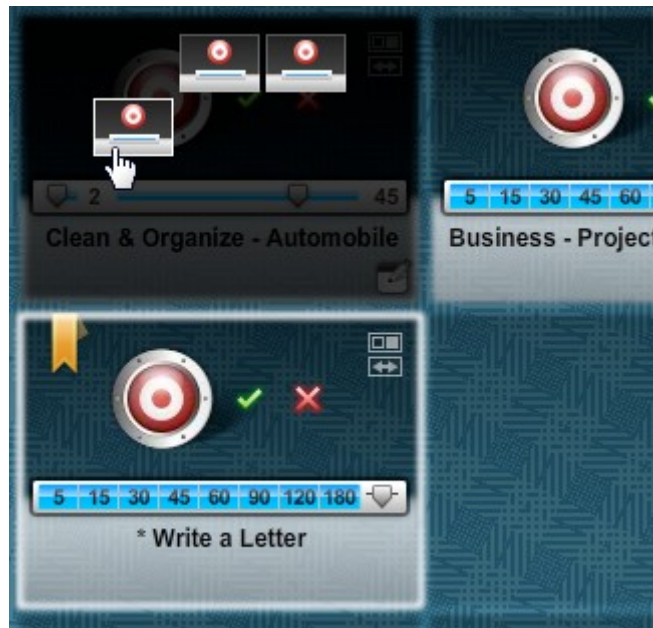 2 45
Clean & Organize - Automobile
5 15 30 45 60
Business - Project
5 15 30 45 60 90 120 180
* Write a Letter